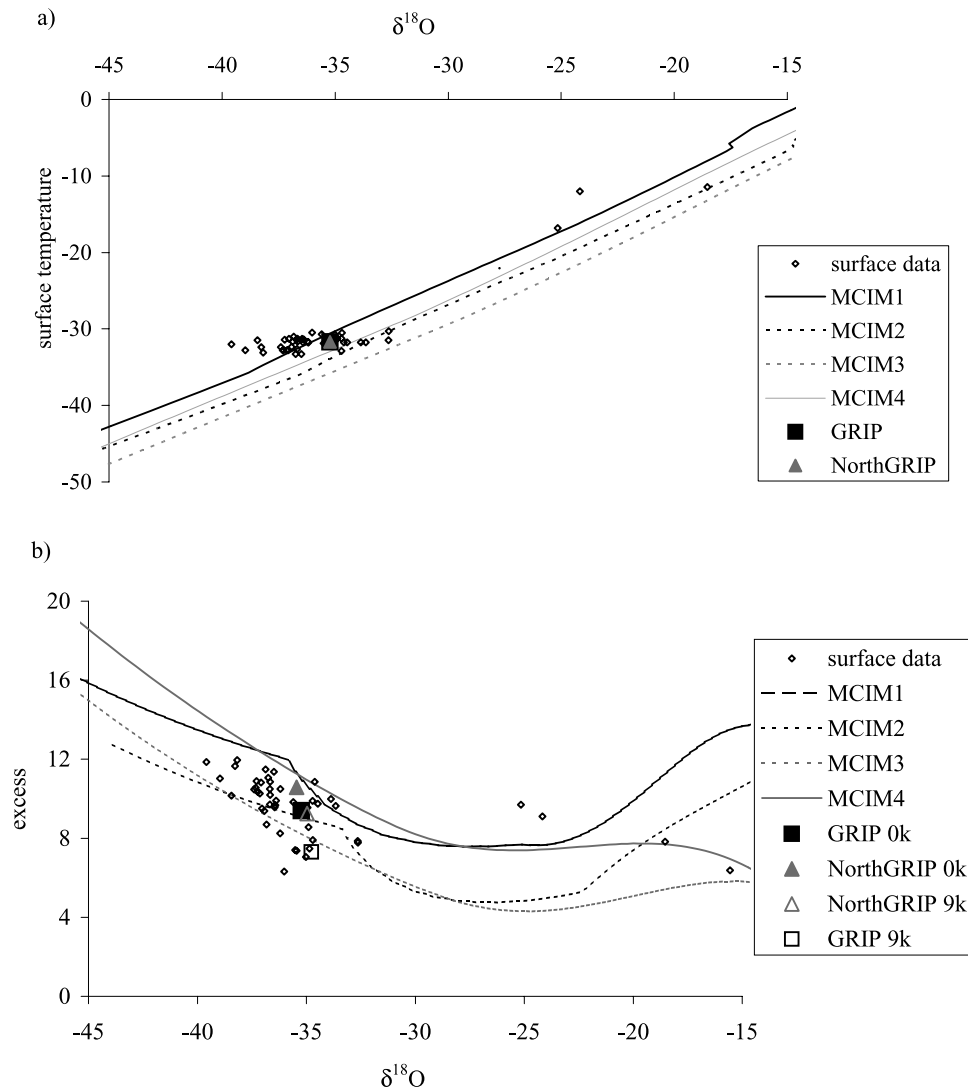 a)
δ¹⁸O
-45 -40 -35 -30 -25 -20 -15
0
-10
-20
-30
-40
-50
surface temperature
surface data
MCIM1
MCIM2
MCIM3
MCIM4
GRIP
NorthGRIP
b)
20
16
12
8
4
0
excess
-45 -40 -35 -30 -25 -20 -15
δ¹⁸O
surface data
MCIM1
MCIM2
MCIM3
MCIM4
GRIP 0k
NorthGRIP 0k
NorthGRIP 9k
GRIP 9k